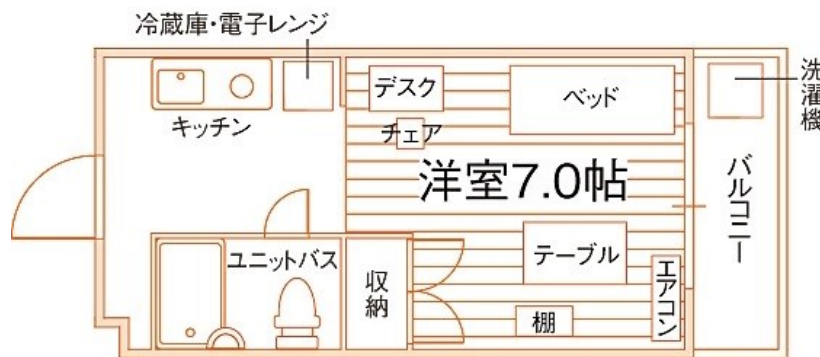 冷蔵庫・電子レンジ
デスク
ベッド
洗濯機
キッチン
チェア
洋室7.0帖
バルコニー
ユニットバス
収納
テーブル
エアコン
棚